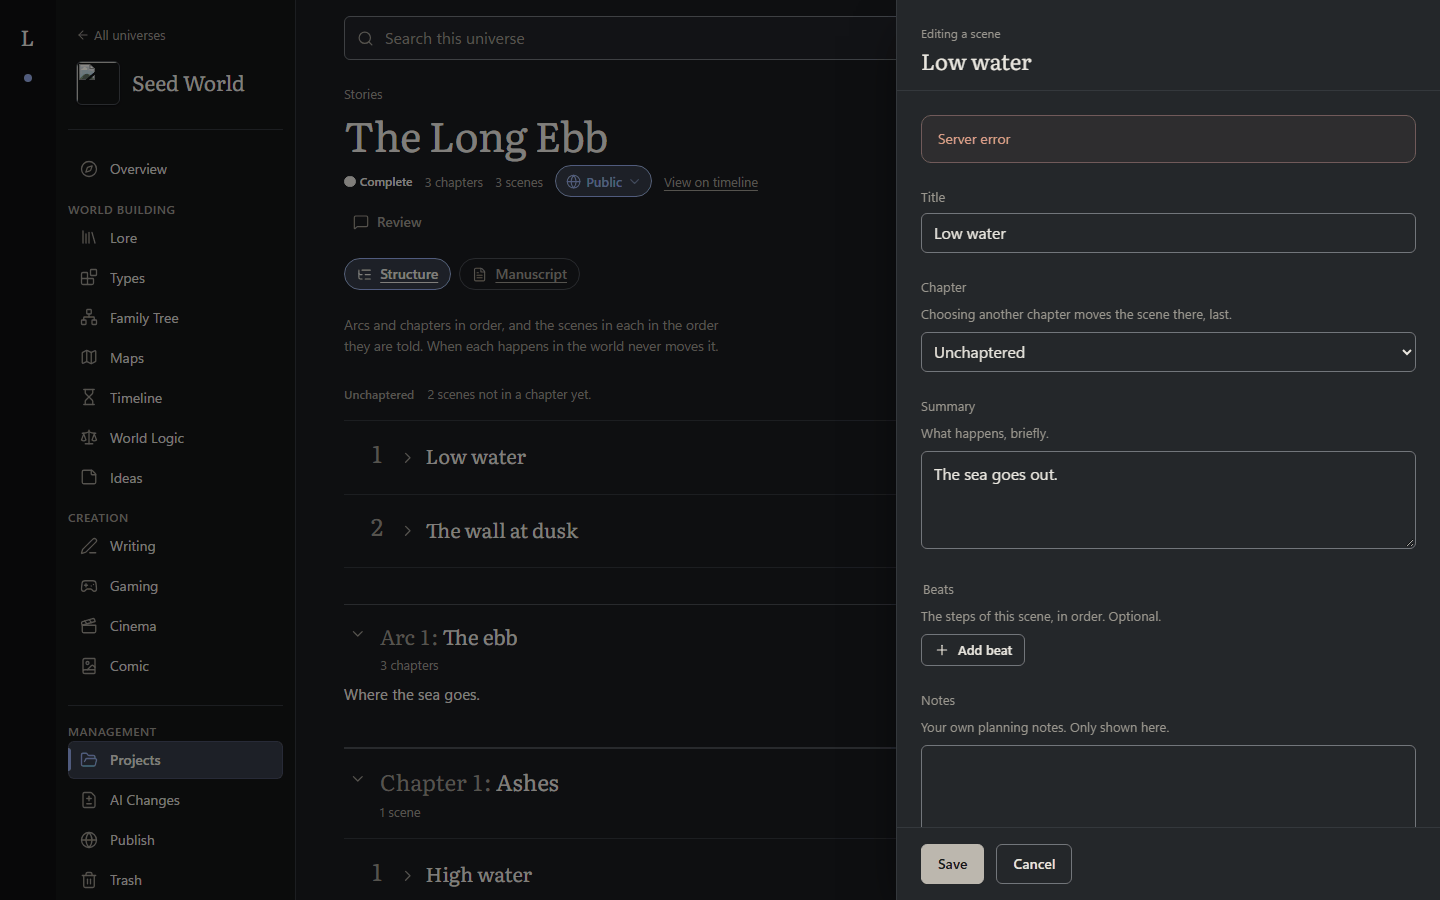 L
All universes
Seed World
Overview
WORLD BUILDING
Lore
Types
Family Tree
Maps
Timeline
World Logic
Ideas
CREATION
Writing
Gaming
Cinema
Comic
MANAGEMENT
Projects
AI Changes
Publish
Trash
Search this universe
Stories
The Long Ebb
Complete 3 chapters 3 scenes Public View on timeline
Review
Structure Manuscript
Arcs and chapters in order, and the scenes in each in the order
they are told. When each happens in the world never moves it.
Unchaptered 2 scenes not in a chapter yet.
1 Low water
2 The wall at dusk
Arc 1: The ebb
3 chapters
Where the sea goes.
Chapter 1: Ashes
1 scene
1 High water
Editing a scene
Low water
Server error
Title
Low water
Chapter
Choosing another chapter moves the scene there, last.
Unchaptered
Summary
What happens, briefly.
The sea goes out.
Beats
The steps of this scene, in order. Optional.
Add beat
Notes
Your own planning notes. Only shown here.
Save Cancel